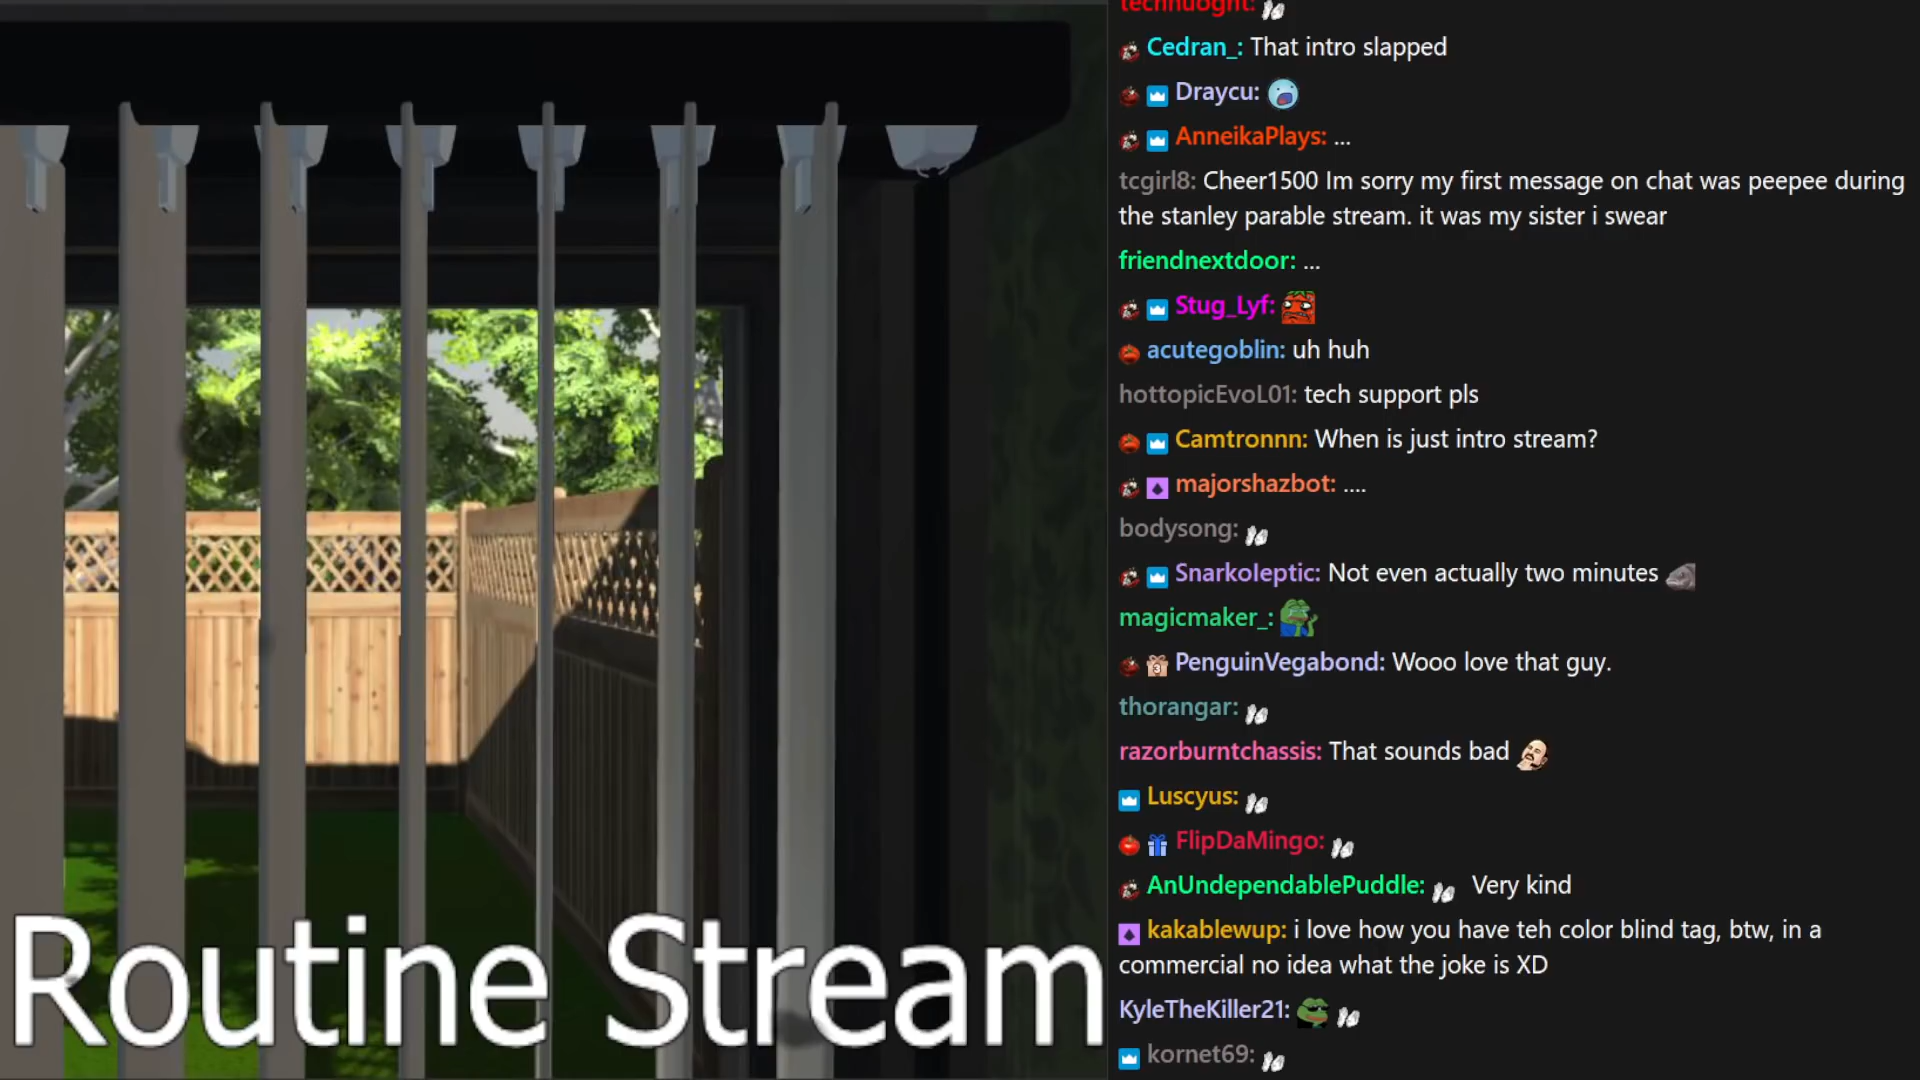 technuoght:
Cedran_: That intro slapped
Draycu:
AnneikaPlays: ...
tcgirl8: Cheer1500 Im sorry my first message on chat was peepee during
the stanley parable stream. it was my sister i swear
friendnextdoor: ...
Stug_Lyf:
acutegoblin: uh huh
hottopicEvoL01: tech support pls
Camtronnn: When is just intro stream?
majorshazbot: ....
bodysong:
Snarkoleptic: Not even actually two minutes
magicmaker_:
PenguinVegabond: Wooo love that guy.
thorangar:
razorburntchassis: That sounds bad
Luscyus:
FlipDaMingo:
AnUndependablePuddle: Very kind
kakablewup: i love how you have teh color blind tag, btw, in a
commercial no idea what the joke is XD
KyleTheKiller21:
kornet69:
Routine Stream